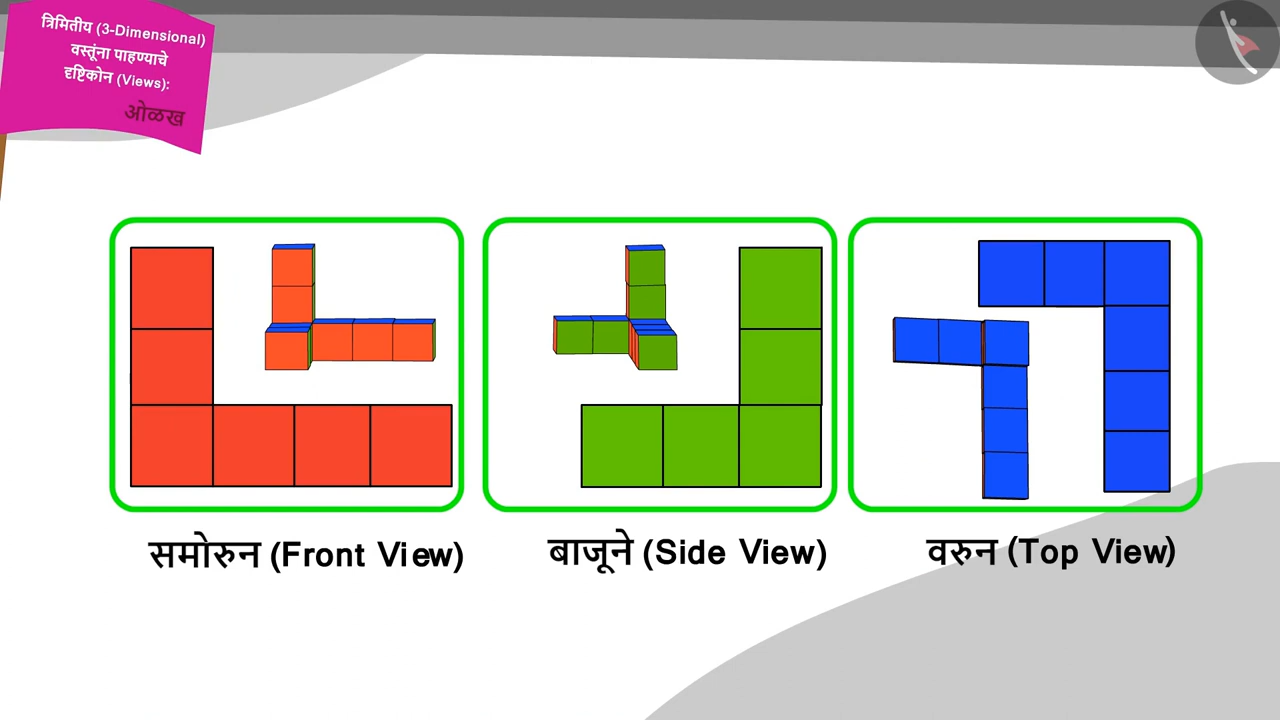 त्रिमितीय (3-Dimensional)
वस्तूंना पाहण्याचे
दृष्टिकोन (Views):
ओळख
समोरुन (Front View)
बाजूने (Side View)
वरुन (Top View)